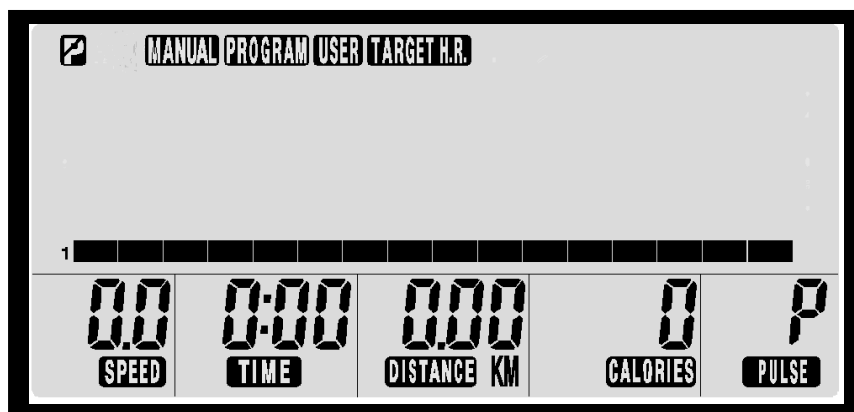 MANUAL PROGRAM USER TARGET H.R.
1
0.0 0:00 0.00 0 P
SPEED TIME DISTANCE KM CALORIES PULSE